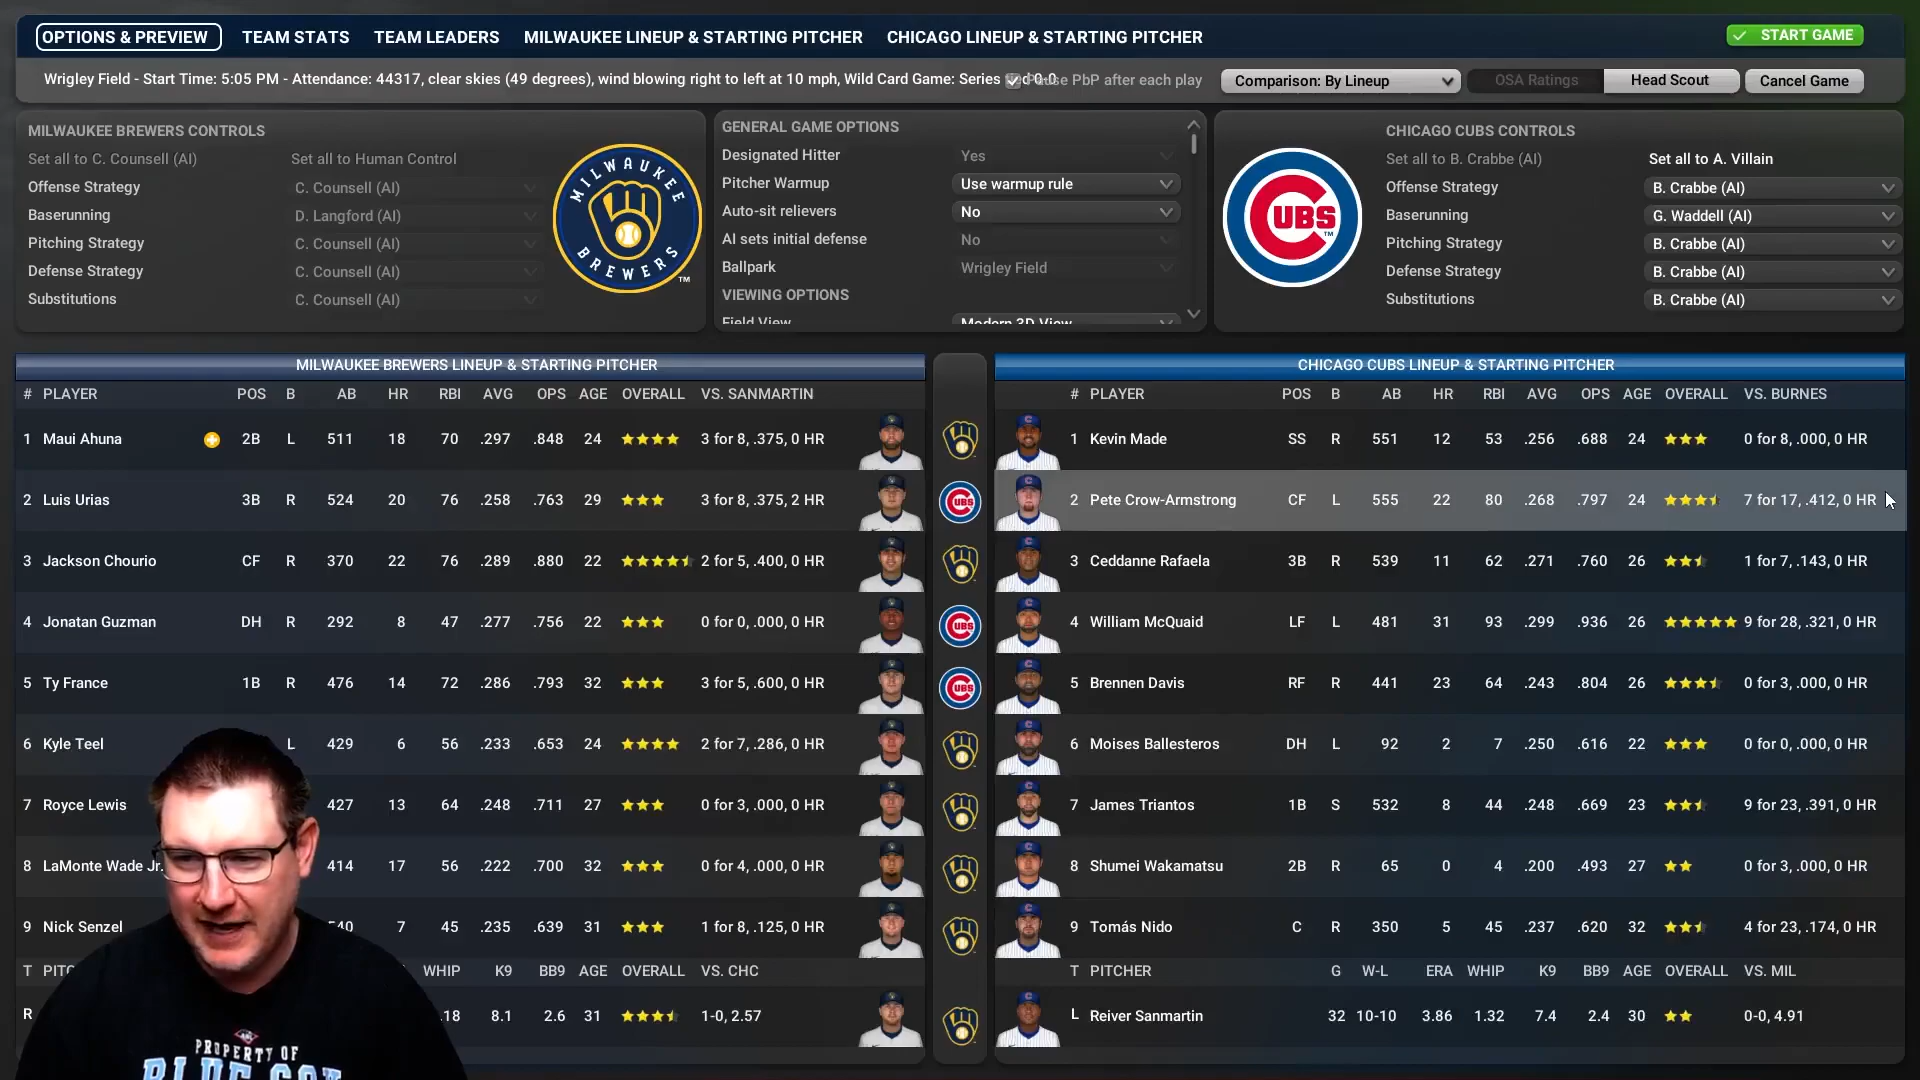 OPTIONS & PREVIEW TEAM STATS TEAM LEADERS MILWAUKEE LINEUP & STARTING PITCHER CHICAGO LINEUP & STARTING PITCHER START GAME
Wrigley Field - Start Time: 5:05 PM - Attendance: 44317, clear skies (49 degrees), wind blowing right to left at 10 mph, Wild Card Game: Series 0-0 PbP after each play Comparison: By Lineup OSA Ratings Head Scout Cancel Game
MILWAUKEE BREWERS CONTROLS
Set all to C. Counsell (AI) Set all to Human Control
Offense Strategy C. Counsell (AI)
Baserunning D. Langford (AI)
Pitching Strategy C. Counsell (AI)
Defense Strategy C. Counsell (AI)
Substitutions C. Counsell (AI)
MILWAUKEE BREWERS TM
GENERAL GAME OPTIONS
Designated Hitter Yes
Pitcher Warmup Use warmup rule
Auto-sit relievers No
AI sets initial defense No
Ballpark Wrigley Field
VIEWING OPTIONS
Field View Modern 3D View
CUBS TM
CHICAGO CUBS CONTROLS
Set all to B. Crabbe (AI) Set all to A. Villain
Offense Strategy B. Crabbe (AI)
Baserunning G. Waddell (AI)
Pitching Strategy B. Crabbe (AI)
Defense Strategy B. Crabbe (AI)
Substitutions B. Crabbe (AI)
MILWAUKEE BREWERS LINEUP & STARTING PITCHER
# PLAYER POS B AB HR RBI AVG OPS AGE OVERALL VS. SANMARTIN
1 Maui Ahuna 2B L 511 18 70 .297 .848 24 3 for 8, .375, 0 HR
2 Luis Urias 3B R 524 20 76 .258 .763 29 3 for 8, .375, 2 HR
3 Jackson Chourio CF R 370 22 76 .289 .880 22 2 for 5, .400, 0 HR
4 Jonatan Guzman DH R 292 8 47 .277 .756 22 0 for 0, .000, 0 HR
5 Ty France 1B R 476 14 72 .286 .793 32 3 for 5, .600, 0 HR
6 Kyle Teel L 429 6 56 .233 .653 24 2 for 7, .286, 0 HR
7 Royce Lewis 427 13 64 .248 .711 27 0 for 3, .000, 0 HR
8 LaMonte Wade Jr. 414 17 56 .222 .700 32 0 for 4, .000, 0 HR
9 Nick Senzel 540 7 45 .235 .639 31 1 for 8, .125, 0 HR
T WHIP K9 BB9 AGE OVERALL VS. CHC
R .18 8.1 2.6 31 1-0, 2.57
CUBS
CUBS
CUBS
CHICAGO CUBS LINEUP & STARTING PITCHER
# PLAYER POS B AB HR RBI AVG OPS AGE OVERALL VS. BURNES
1 Kevin Made SS R 551 12 53 .256 .688 24 0 for 8, .000, 0 HR
2 Pete Crow-Armstrong CF L 555 22 80 .268 .797 24 7 for 17, .412, 0 HR
3 Ceddanne Rafaela 3B R 539 11 62 .271 .760 26 1 for 7, .143, 0 HR
4 William McQuaid LF L 481 31 93 .299 .936 26 9 for 28, .321, 0 HR
5 Brennen Davis RF R 441 23 64 .243 .804 26 0 for 3, .000, 0 HR
6 Moises Ballesteros DH L 92 2 7 .250 .616 22 0 for 0, .000, 0 HR
7 James Triantos 1B S 532 8 44 .248 .669 23 9 for 23, .391, 0 HR
8 Shumei Wakamatsu 2B R 65 0 4 .200 .493 27 0 for 3, .000, 0 HR
9 Tomás Nido C R 350 5 45 .237 .620 32 4 for 23, .174, 0 HR
T PITCHER G W-L ERA WHIP K9 BB9 AGE OVERALL VS. MIL
L Reiver Sanmartin 32 10-10 3.86 1.32 7.4 2.4 30 0-0, 4.91
PROPERTY OF